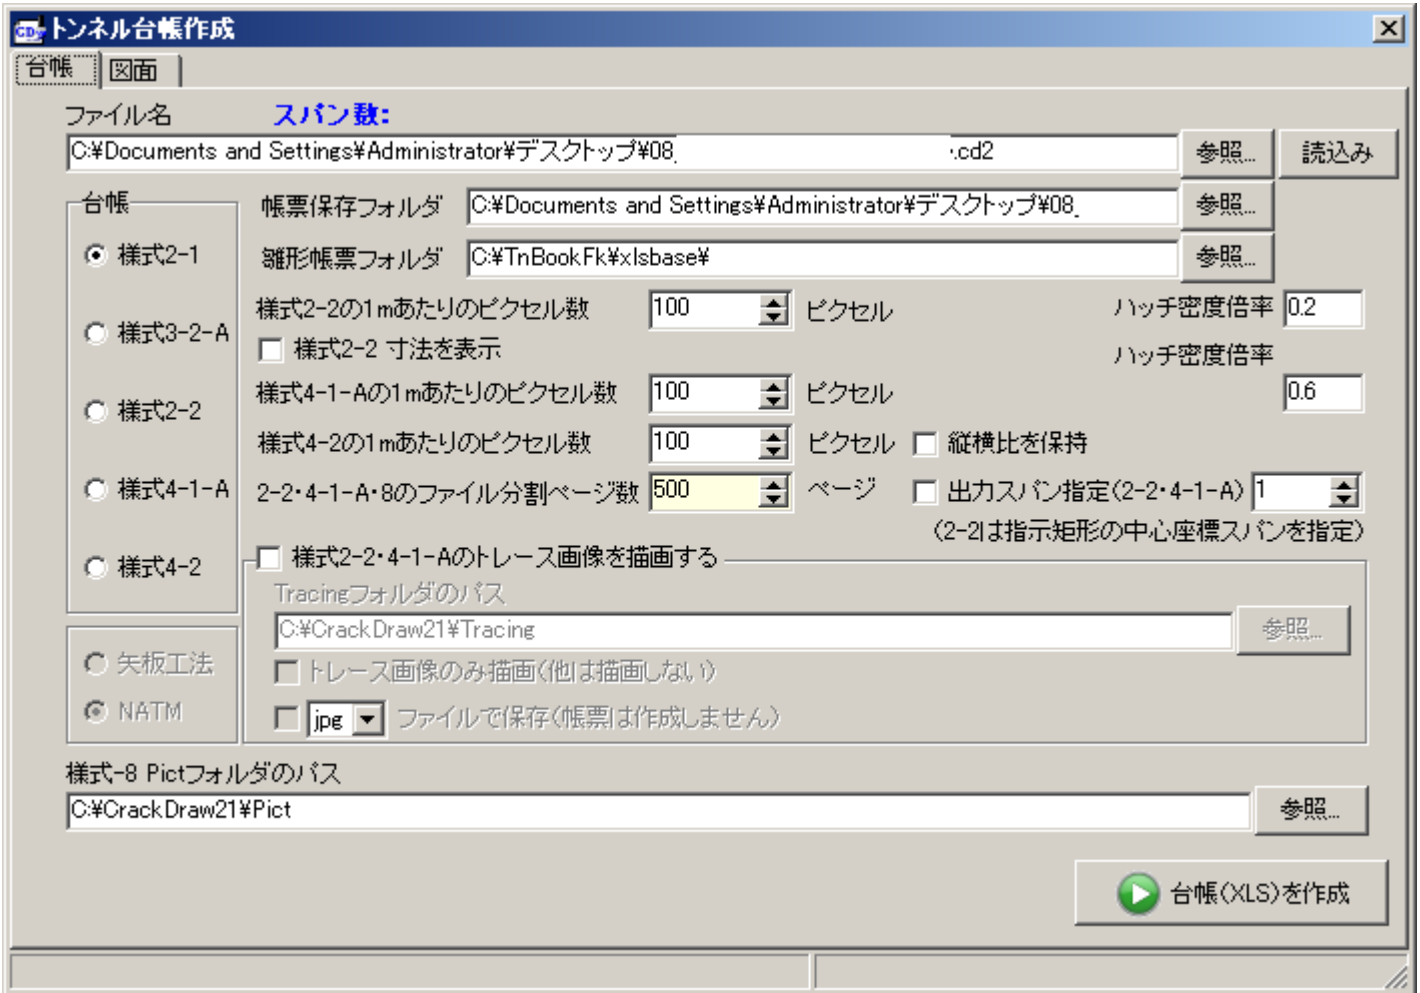 トンネル台帳作成
台帳 図面
ファイル名 スパン数:
C:¥Documents and Settings¥Administrator¥デスクトップ¥08_ .cd2 参照... 読込み
台帳
様式2-1
様式3-2-A
様式2-2
様式4-1-A
様式4-2
矢板工法
NATM
帳票保存フォルダ C:¥Documents and Settings¥Administrator¥デスクトップ¥08_ 参照...
雛形帳票フォルダ C:¥TnBookFk¥xlsbase¥ 参照...
様式2-2の1mあたりのピクセル数 100 ピクセル ハッチ密度倍率 0.2
様式2-2 寸法を表示 ハッチ密度倍率
様式4-1-Aの1mあたりのピクセル数 100 ピクセル 0.6
様式4-2の1mあたりのピクセル数 100 ピクセル 縦横比を保持
2-2・4-1-A・8のファイル分割ページ数 500 ページ 出力スパン指定(2-2・4-1-A) 1
(2-2は指示矩形の中心座標スパンを指定)
様式2-2・4-1-Aのトレース画像を描画する
Tracingフォルダのパス
C:¥CrackDraw21¥Tracing 参照...
トレース画像のみ描画(他は描画しない)
jpg ファイルで保存(帳票は作成しません)
様式-8 Pictフォルダのパス
C:¥CrackDraw21¥Pict 参照...
台帳(XLS)を作成